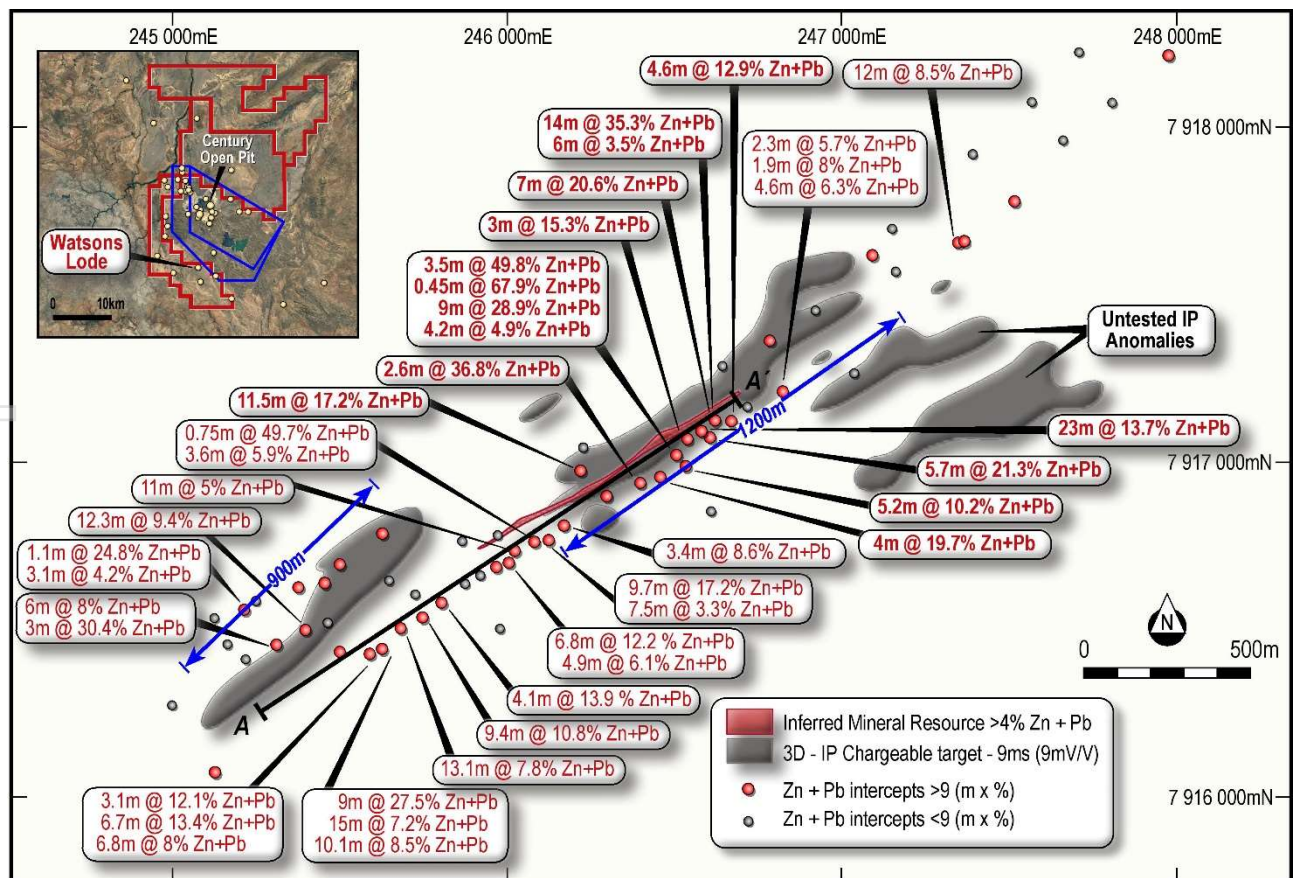 245 000mE
246 000mE
247 000mE
248 000mE
7 918 000mN
7 917 000mN
7 916 000mN
Century
Open Pit
Watsons
Lode
0 10km
4.6m @ 12.9% Zn+Pb
12m @ 8.5% Zn+Pb
14m @ 35.3% Zn+Pb
6m @ 3.5% Zn+Pb
2.3m @ 5.7% Zn+Pb
1.9m @ 8% Zn+Pb
4.6m @ 6.3% Zn+Pb
7m @ 20.6% Zn+Pb
3m @ 15.3% Zn+Pb
3.5m @ 49.8% Zn+Pb
0.45m @ 67.9% Zn+Pb
9m @ 28.9% Zn+Pb
4.2m @ 4.9% Zn+Pb
Untested IP
Anomalies
2.6m @ 36.8% Zn+Pb
A´
1200m
11.5m @ 17.2% Zn+Pb
0.75m @ 49.7% Zn+Pb
3.6m @ 5.9% Zn+Pb
23m @ 13.7% Zn+Pb
5.7m @ 21.3% Zn+Pb
11m @ 5% Zn+Pb
5.2m @ 10.2% Zn+Pb
12.3m @ 9.4% Zn+Pb
4m @ 19.7% Zn+Pb
900m
1.1m @ 24.8% Zn+Pb
3.1m @ 4.2% Zn+Pb
3.4m @ 8.6% Zn+Pb
6m @ 8% Zn+Pb
3m @ 30.4% Zn+Pb
9.7m @ 17.2% Zn+Pb
7.5m @ 3.3% Zn+Pb
6.8m @ 12.2 % Zn+Pb
4.9m @ 6.1% Zn+Pb
N
0 500m
A
4.1m @ 13.9 % Zn+Pb
9.4m @ 10.8% Zn+Pb
13.1m @ 7.8% Zn+Pb
3.1m @ 12.1% Zn+Pb
6.7m @ 13.4% Zn+Pb
6.8m @ 8% Zn+Pb
9m @ 27.5% Zn+Pb
15m @ 7.2% Zn+Pb
10.1m @ 8.5% Zn+Pb
Inferred Mineral Resource >4% Zn + Pb
3D - IP Chargeable target - 9ms (9mV/V)
Zn + Pb intercepts >9 (m x %)
Zn + Pb intercepts <9 (m x %)